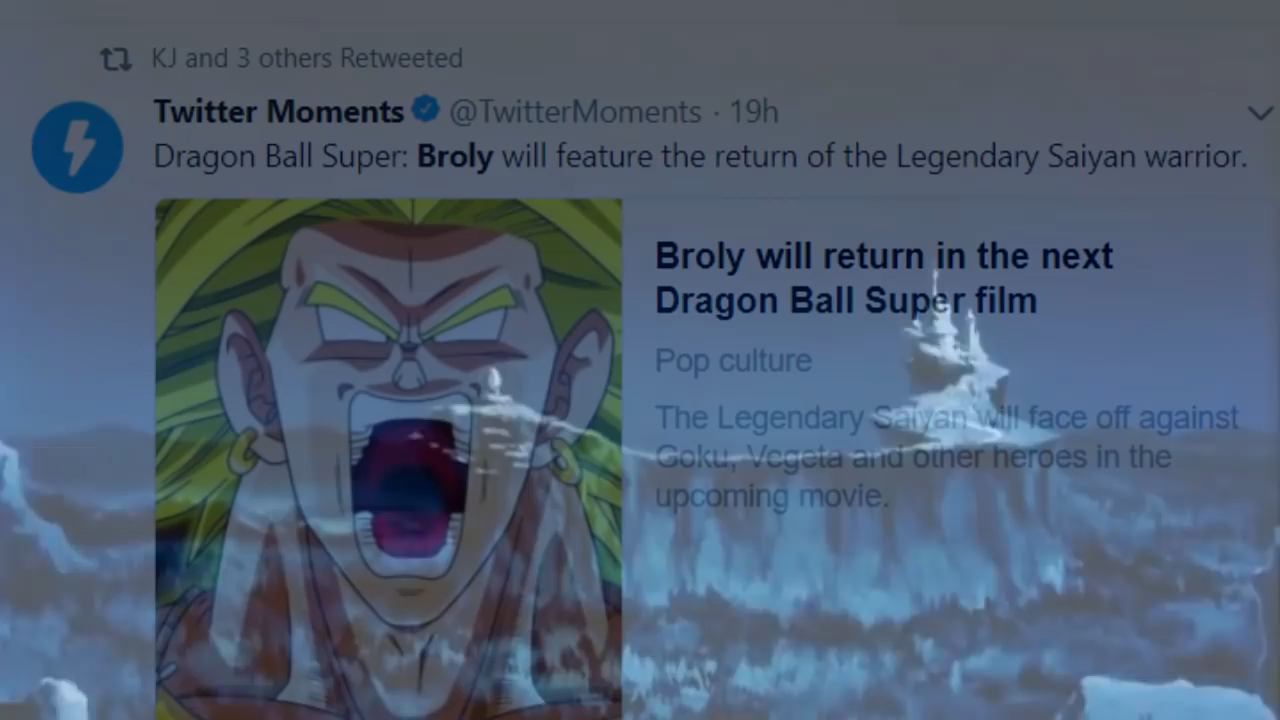 KJ and 3 others Retweeted
Twitter Moments @TwitterMoments · 19h
Dragon Ball Super: Broly will feature the return of the Legendary Saiyan warrior.
Broly will return in the next
Dragon Ball Super film
Pop culture
The Legendary Saiyan will face off against
Goku, Vegeta and other heroes in the
upcoming movie.